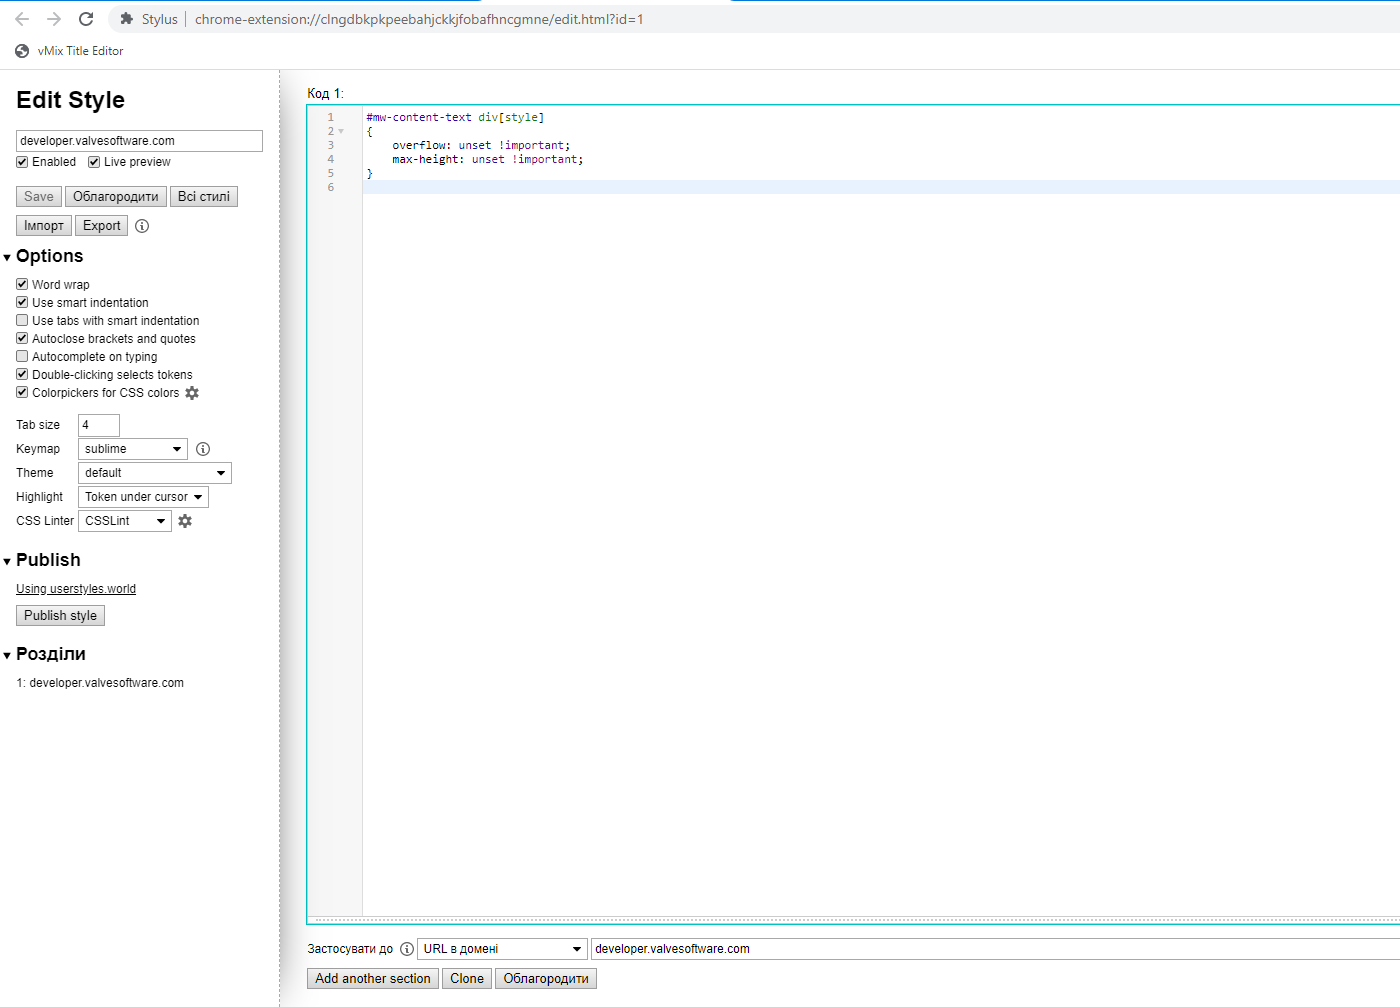 Stylus chrome-extension://clngdbkpkpeebahjckkjfobafhncgmne/edit.html?id=1
vMix Title Editor
Edit Style
developer.valvesoftware.com
Enabled Live preview
Save Облагородити Всі стилі
Імпорт Export
Options
Word wrap
Use smart indentation
Use tabs with smart indentation
Autoclose brackets and quotes
Autocomplete on typing
Double-clicking selects tokens
Colorpickers for CSS colors
Tab size 4
Keymap sublime
Theme default
Highlight Token under cursor
CSS Linter CSSLint
Publish
Using userstyles.world
Publish style
Розділи
1: developer.valvesoftware.com
Код 1:
1 #mw-content-text div[style]
2 {
3 overflow: unset !important;
4 max-height: unset !important;
5 }
6
Застосувати до URL в домені developer.valvesoftware.com
Add another section Clone Облагородити